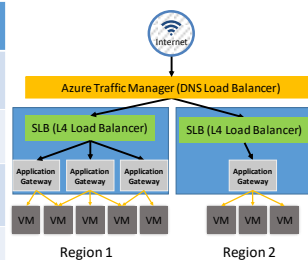 Internet
Azure Traffic Manager (DNS Load Balancer)
SLB (L4 Load Balancer)
SLB (L4 Load Balancer)
Application Gateway
Application Gateway
Application Gateway
Application Gateway
VM VM VM VM VM
VM VM VM
Region 1
Region 2